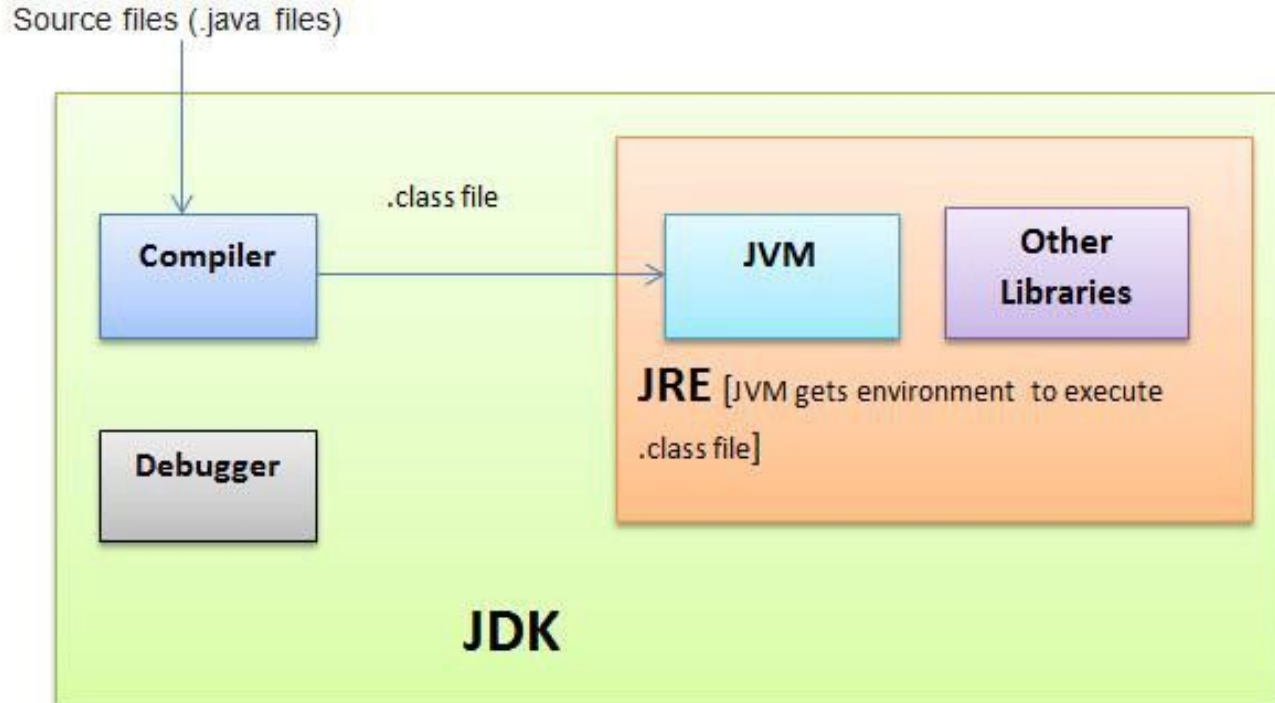 Source files (.java files)
.class file
Compiler
JVM
Other
Libraries
JRE [JVM gets environment to execute
.class file]
Debugger
JDK